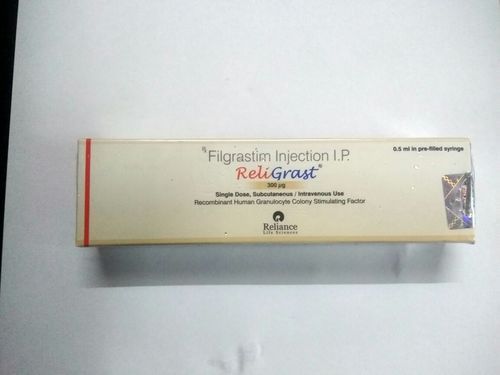 Rx Filgrastim Injection I.P.
0.5 ml in pre-filled syringe
ReliGrast®
300 µg
Single Dose, Subcutaneous / Intravenous Use
Recombinant Human Granulocyte Colony Stimulating Factor
Reliance
Life Sciences